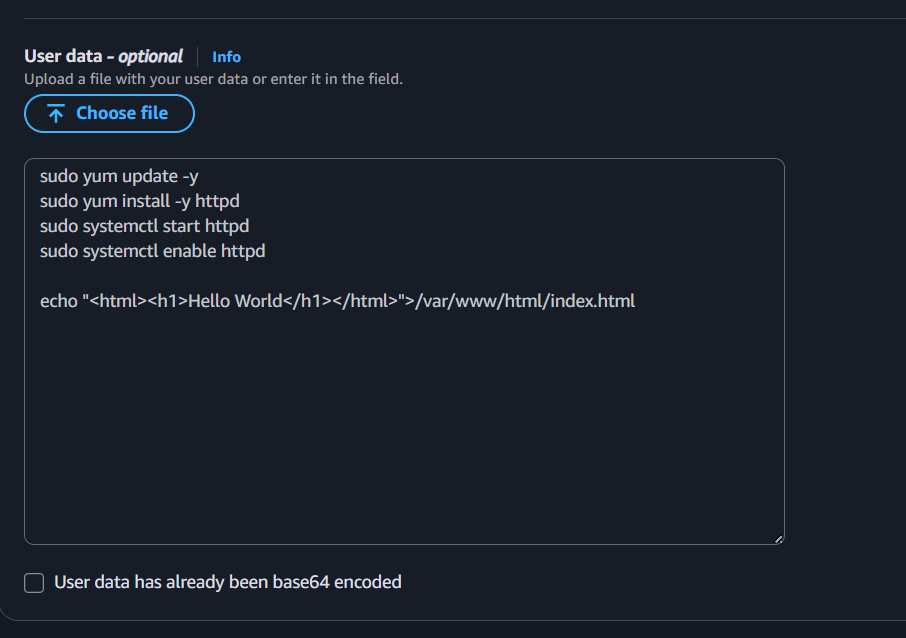 User data - optional Info
Upload a file with your user data or enter it in the field.
Choose file
sudo yum update -y
sudo yum install -y httpd
sudo systemctl start httpd
sudo systemctl enable httpd
echo "<html><h1>Hello World</h1></html>">/var/www/html/index.html
User data has already been base64 encoded